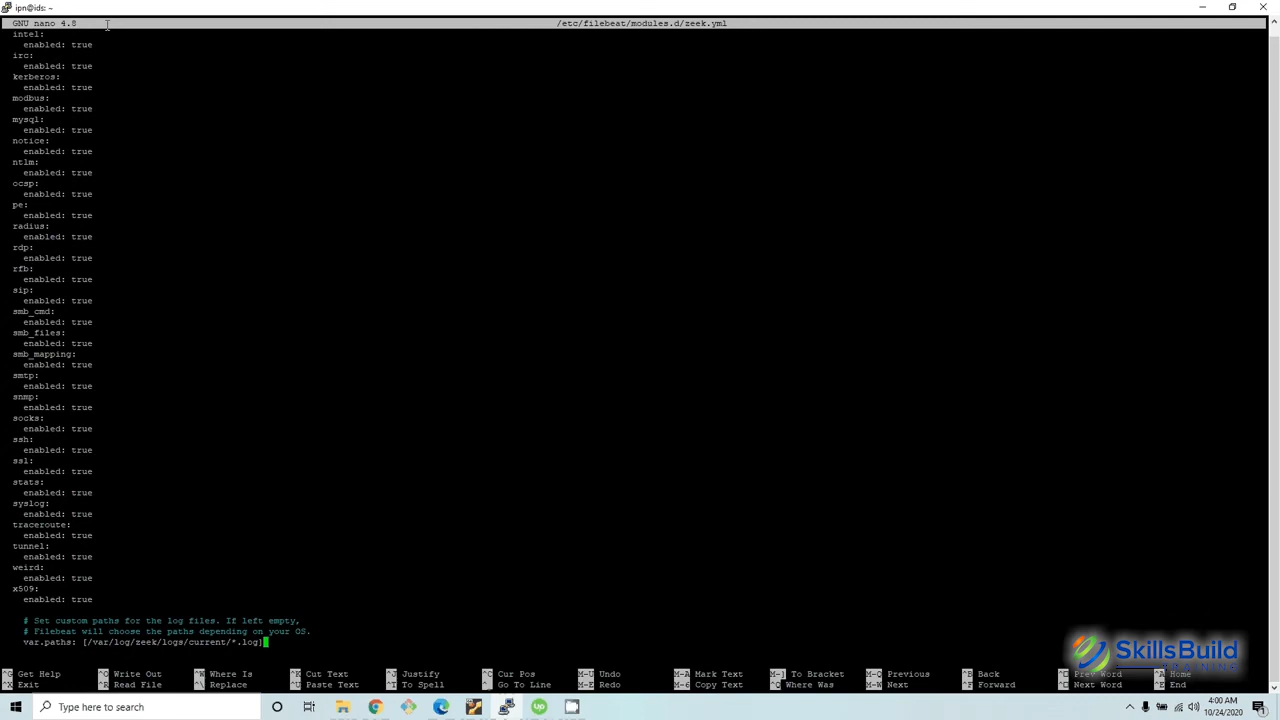 ipn@ids: ~
GNU nano 4.8 /etc/filebeat/modules.d/zeek.yml
intel:
enabled: true
irc:
enabled: true
kerberos:
enabled: true
modbus:
enabled: true
mysql:
enabled: true
notice:
enabled: true
ntlm:
enabled: true
ocsp:
enabled: true
pe:
enabled: true
radius:
enabled: true
rdp:
enabled: true
rfb:
enabled: true
sip:
enabled: true
smb_cmd:
enabled: true
smb_files:
enabled: true
smb_mapping:
enabled: true
smtp:
enabled: true
snmp:
enabled: true
socks:
enabled: true
ssh:
enabled: true
ssl:
enabled: true
stats:
enabled: true
syslog:
enabled: true
traceroute:
enabled: true
tunnel:
enabled: true
weird:
enabled: true
x509:
enabled: true
# Set custom paths for the log files. If left empty,
# Filebeat will choose the paths depending on your OS.
var.paths: [/var/log/zeek/logs/current/*.log]
SkillsBuild
TRAINING
^G Get Help ^O Write Out ^W Where Is ^K Cut Text ^J Justify ^C Cur Pos M-U Undo M-A Mark Text M-] To Bracket M-Q Previous ^B Back Prev Word ^A Home
^X Exit ^R Read File ^\ Replace ^U Paste Text ^T To Spell ^_ Go To Line M-E Redo M-6 Copy Text ^Q Where Was M-W Next ^F Forward Next Word ^E End
Type here to search
4:00 AM
10/24/2020